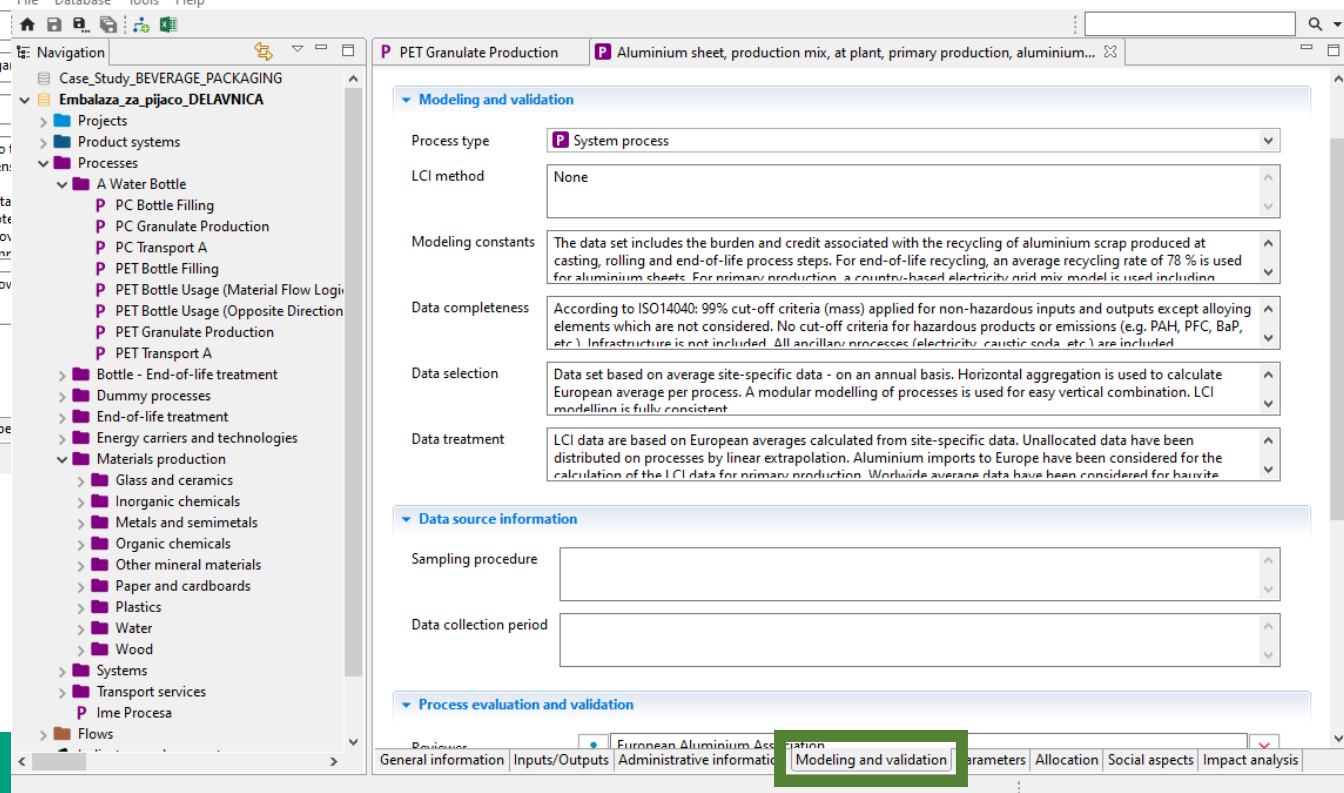 File Database Tools Help
Navigation
Case_Study_BEVERAGE_PACKAGING
Embalaza_za_pijaco_DELAVNICA
Projects
Product systems
Processes
A Water Bottle
P PC Bottle Filling
P PC Granulate Production
P PC Transport A
P PET Bottle Filling
P PET Bottle Usage (Material Flow Logi
P PET Bottle Usage (Opposite Direction
P PET Granulate Production
P PET Transport A
Bottle - End-of-life treatment
Dummy processes
End-of-life treatment
Energy carriers and technologies
Materials production
Glass and ceramics
Inorganic chemicals
Metals and semimetals
Organic chemicals
Other mineral materials
Paper and cardboards
Plastics
Water
Wood
Systems
Transport services
P Ime Procesa
Flows
P PET Granulate Production
P Aluminium sheet, production mix, at plant, primary production, aluminium...
Modeling and validation
Process type
P System process
LCI method
None
Modeling constants
The data set includes the burden and credit associated with the recycling of aluminium scrap produced at
casting, rolling and end-of-life process steps. For end-of-life recycling, an average recycling rate of 78 % is used
for aluminium sheets. For primary production, a country-based electricity grid mix model is used including
Data completeness
According to ISO14040: 99% cut-off criteria (mass) applied for non-hazardous inputs and outputs except alloying
elements which are not considered. No cut-off criteria for hazardous products or emissions (e.g. PAH, PFC, BaP,
etc.). Infrastructure is not included. All ancillary processes (electricity, caustic soda, etc.) are included
Data selection
Data set based on average site-specific data - on an annual basis. Horizontal aggregation is used to calculate
European average per process. A modular modelling of processes is used for easy vertical combination. LCI
modelling is fully consistent
Data treatment
LCI data are based on European averages calculated from site-specific data. Unallocated data have been
distributed on processes by linear extrapolation. Aluminium imports to Europe have been considered for the
calculation of the LCI data for primary production. Worlwide average data have been considered for bauxite
Data source information
Sampling procedure
Data collection period
Process evaluation and validation
Reviewer
European Aluminium Association
General information Inputs/Outputs Administrative informatio Modeling and validation arameters Allocation Social aspects Impact analysis